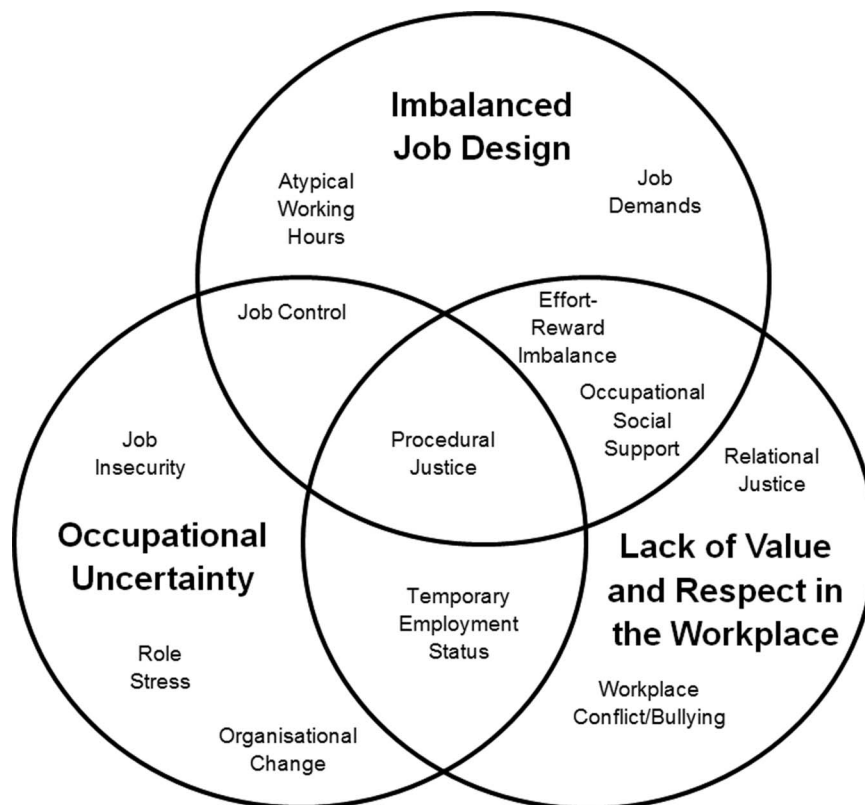 Imbalanced
Job Design
Atypical
Working
Hours
Job
Demands
Job Control
Effort-
Reward
Imbalance
Occupational
Social
Support
Procedural
Justice
Job
Insecurity
Relational
Justice
Occupational
Uncertainty
Lack of Value
and Respect in
the Workplace
Temporary
Employment
Status
Role
Stress
Workplace
Conflict/Bullying
Organisational
Change